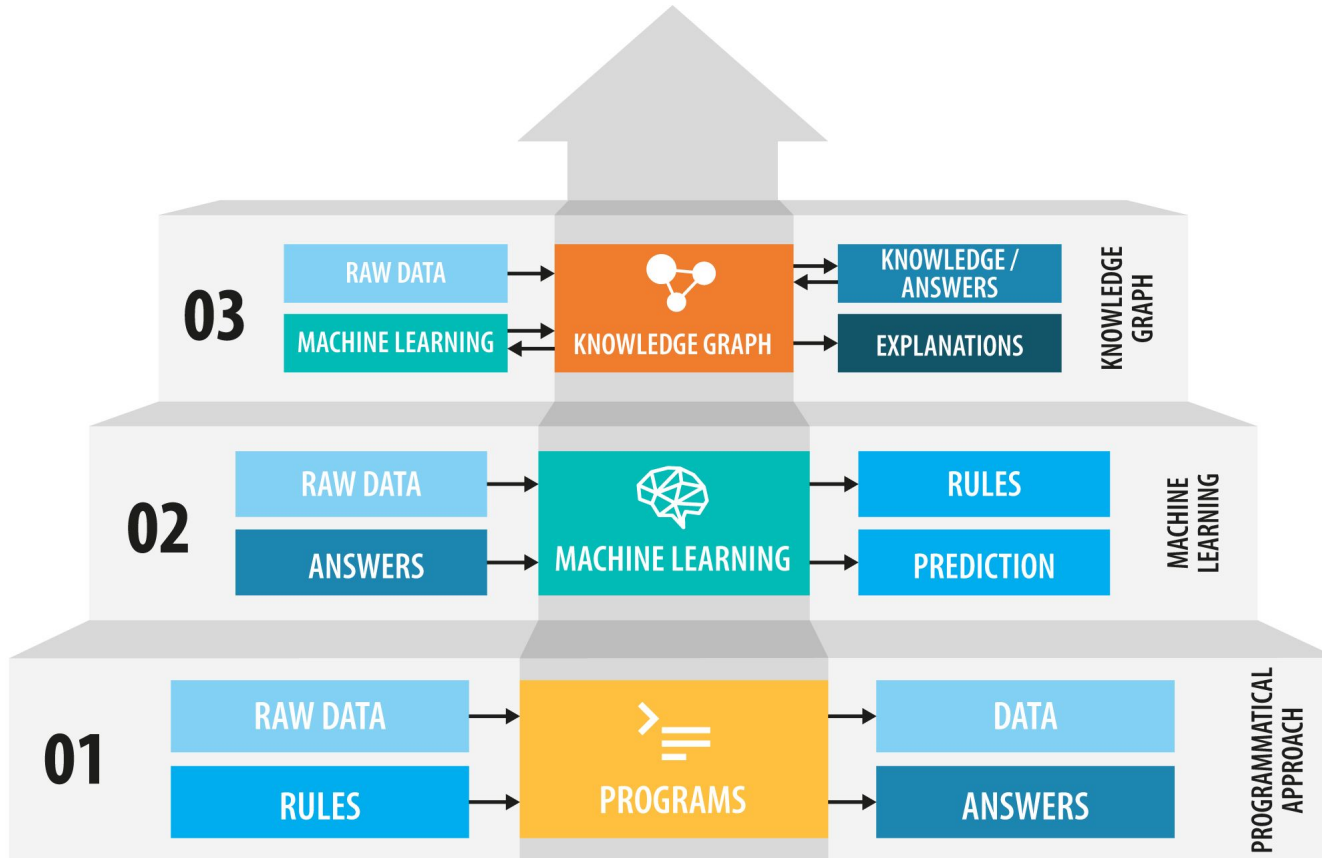 03
RAW DATA
MACHINE LEARNING
KNOWLEDGE GRAPH
KNOWLEDGE /
ANSWERS
EXPLANATIONS
KNOWLEDGE
GRAPH
02
RAW DATA
ANSWERS
MACHINE LEARNING
RULES
PREDICTION
MACHINE
LEARNING
01
RAW DATA
RULES
PROGRAMS
DATA
ANSWERS
PROGRAMMATICAL
APPROACH